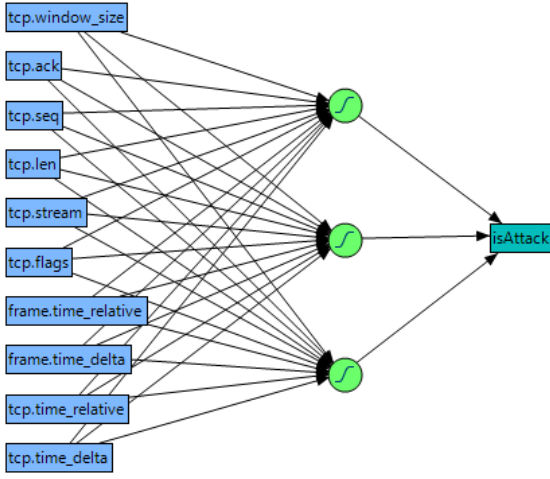 tcp.window_size
tcp.ack
tcp.seq
tcp.len
tcp.stream
tcp.flags
frame.time_relative
frame.time_delta
tcp.time_relative
tcp.time_delta
isAttack